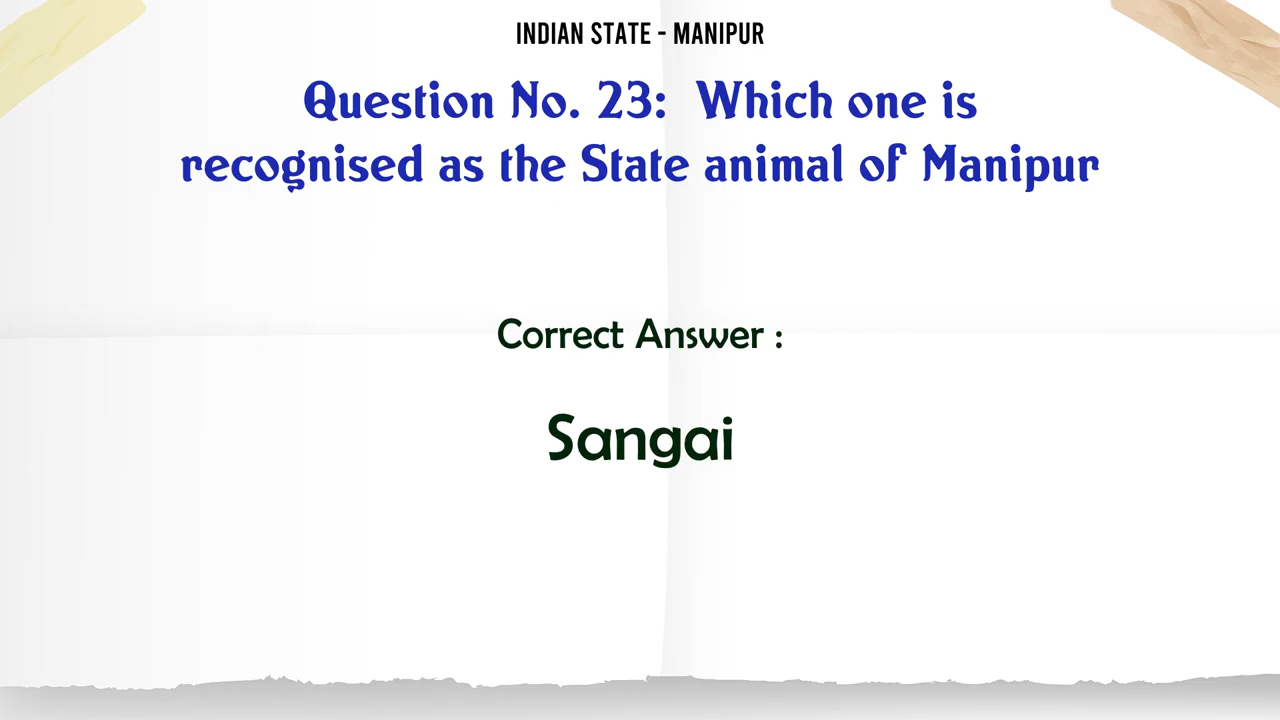 INDIAN STATE - MANIPUR
Question No. 23:  Which one is
recognised as the State animal of Manipur
Correct Answer :
Sangai